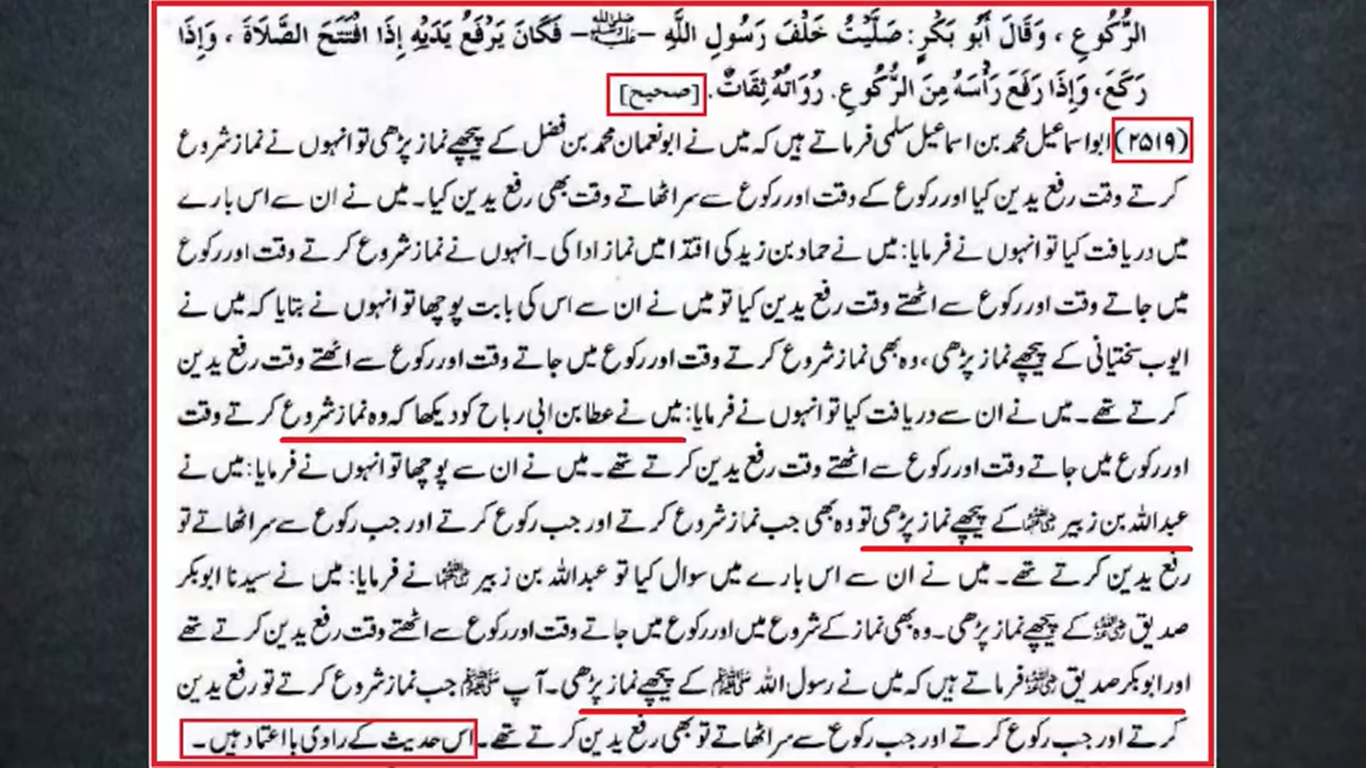 الرُّكُوعِ ، وَقَالَ أَبُو بَكْرٍ: صَلَّيْتُ خَلْفَ رَسُولِ اللَّهِ -ﷺ- فَكَانَ يَرْفَعُ يَدَيْهِ إِذَا افْتَتَحَ الصَّلَاةَ ، وَإِذَا
رَكَعَ، وَإِذَا رَفَعَ رَأْسَهُ مِنَ الرُّكُوعِ. رُوَاتُهُ ثِقَاتٌ. [صحیح]
(۲۵۱۹) ابواسماعیل محمد بن اسماعیل سلمی فرماتے ہیں کہ میں نے ابونعمان محمد بن فضل کے پیچھے نماز پڑھی تو انہوں نے نماز شروع
کرتے وقت رفع یدین کیا اور رکوع کے وقت اور رکوع سے سر اٹھاتے وقت بھی رفع یدین کیا۔ میں نے ان سے اس بارے
میں دریافت کیا تو انہوں نے فرمایا: میں نے حماد بن زید کی اقتدا میں نماز ادا کی۔ انہوں نے نماز شروع کرتے وقت اور رکوع
میں جاتے وقت اور رکوع سے اٹھتے وقت رفع یدین کیا تو میں نے ان سے اس کی بابت پوچھا تو انہوں نے بتایا کہ میں نے
ایوب سختیانی کے پیچھے نماز پڑھی، وہ بھی نماز شروع کرتے وقت اور رکوع میں جاتے وقت اور رکوع سے اٹھتے وقت رفع یدین
کرتے تھے۔ میں نے ان سے دریافت کیا تو انہوں نے فرمایا: میں نے عطا بن ابی رباح کو دیکھا کہ وہ نماز شروع کرتے وقت
اور رکوع میں جاتے وقت اور رکوع سے اٹھتے وقت رفع یدین کرتے تھے۔ میں نے ان سے پوچھا تو انہوں نے فرمایا: میں نے
عبداللہ بن زبیر ؓ کے پیچھے نماز پڑھی تو وہ بھی جب نماز شروع کرتے اور جب رکوع کرتے اور جب رکوع سے سر اٹھاتے تو
رفع یدین کرتے تھے۔ میں نے ان سے اس بارے میں سوال کیا تو عبداللہ بن زبیر ؓ نے فرمایا: میں نے سیدنا ابوبکر
صدیق ؓ کے پیچھے نماز پڑھی۔ وہ بھی نماز کے شروع میں اور رکوع میں جاتے وقت اور رکوع سے اٹھتے وقت رفع یدین کرتے تھے
اور ابوبکر صدیق ؓ فرماتے ہیں کہ میں نے رسول اللہ ﷺ کے پیچھے نماز پڑھی۔ آپ ﷺ جب نماز شروع کرتے تو رفع یدین
کرتے اور جب رکوع کرتے اور جب رکوع سے سر اٹھاتے تو بھی رفع یدین کرتے تھے۔ اس حدیث کے راوی با اعتماد ہیں۔